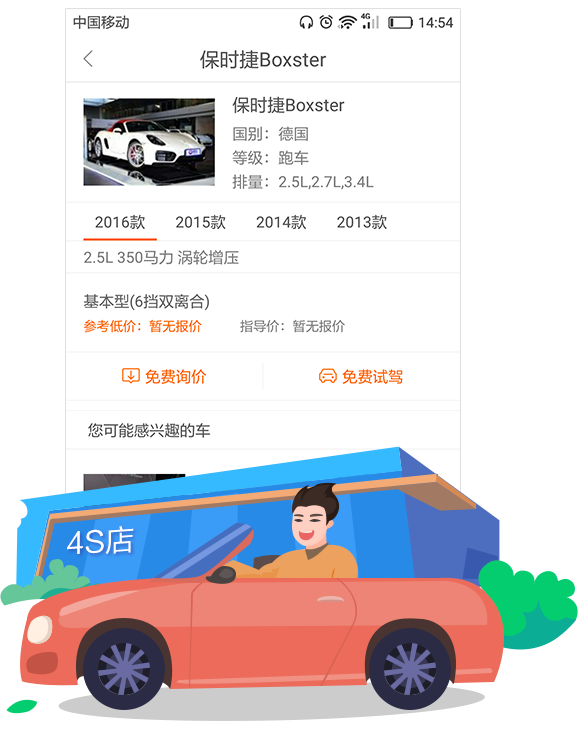 中国移动 4G 14:54
保时捷Boxster
保时捷Boxster
国别：德国
等级：跑车
排量：2.5L,2.7L,3.4L
2016款 2015款 2014款 2013款
2.5L 350马力 涡轮增压
基本型(6挡双离合)
参考低价：暂无报价 指导价：暂无报价
免费询价 免费试驾
您可能感兴趣的车
4S店